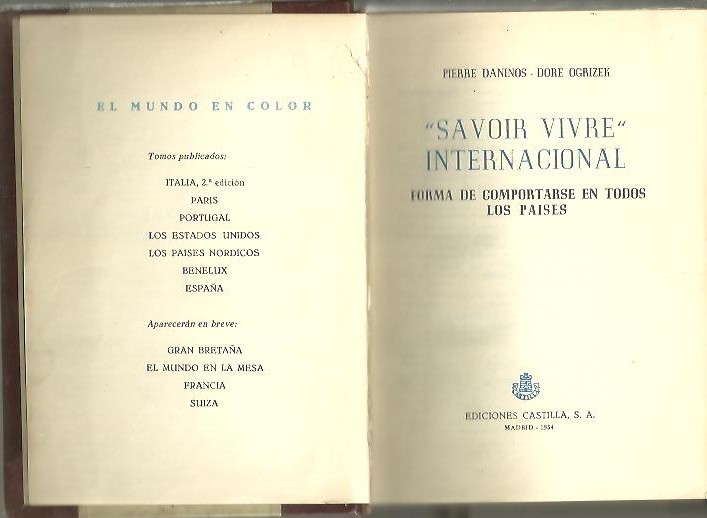 EL MUNDO EN COLOR
Tomos publicados:
ITALIA, 2.ª edición
PARIS
PORTUGAL
LOS ESTADOS UNIDOS
LOS PAISES NORDICOS
BENELUX
ESPAÑA
Aparecerán en breve:
GRAN BRETAÑA
EL MUNDO EN LA MESA
FRANCIA
SUIZA
PIERRE DANINOS - DORE OGRIZEK
"SAVOIR VIVRE"
INTERNACIONAL
FORMA DE COMPORTARSE EN TODOS
LOS PAISES
CASTILLA
EDICIONES CASTILLA, S. A.
MADRID - 1954